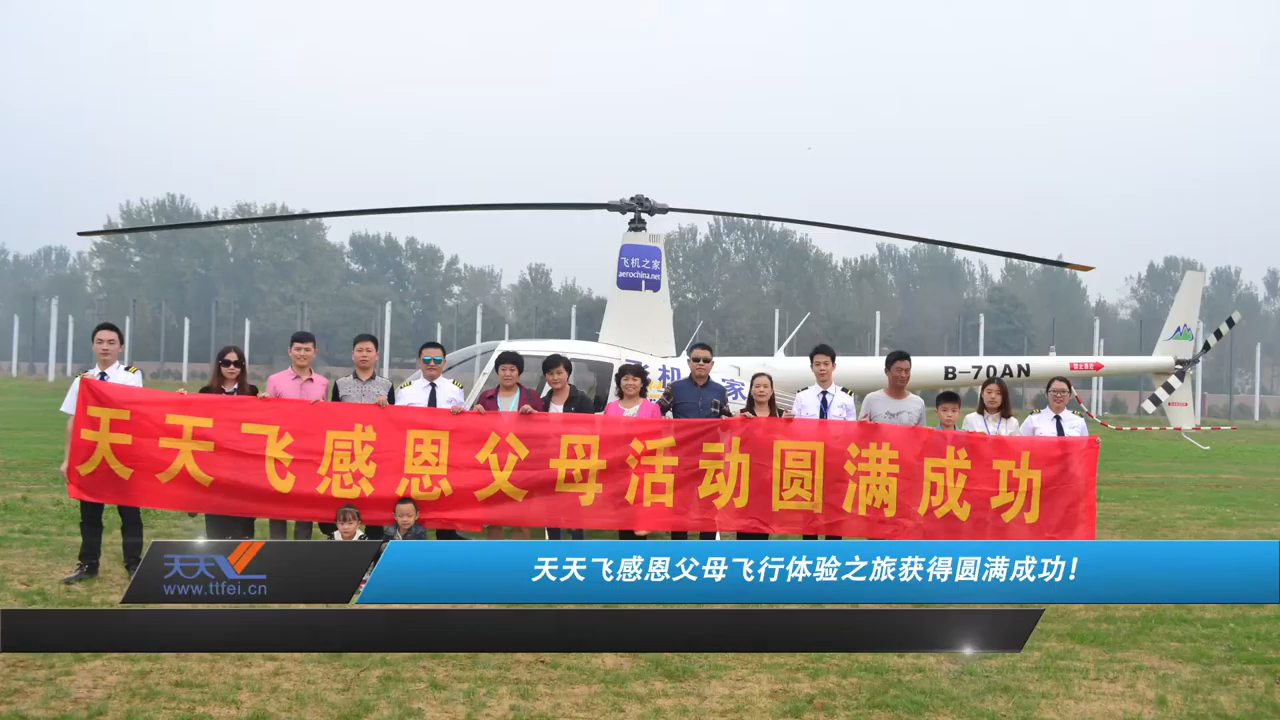 飞机之家
aerochina.net
B-70AN
天天飞感恩父母活动圆满成功
天天飞
www.ttfei.cn
天天飞感恩父母飞行体验之旅获得圆满成功!